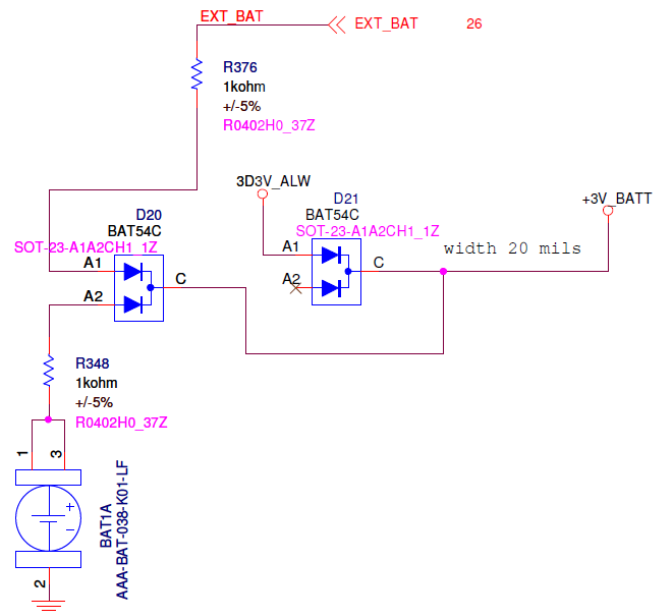 EXT_BAT
EXT_BAT 26
R376
1kohm
+/-5%
R0402H0_37Z
3D3V_ALW
D21
BAT54C
SOT-23-A1A2CH1_1Z
+3V_BATT
D20
BAT54C
SOT-23-A1A2CH1_1Z
A1
A2
C
A1
A2
C
width 20 mils
R348
1kohm
+/-5%
R0402H0_37Z
1
3
+
-
BAT1A
AAA-BAT-038-K01-LF
2